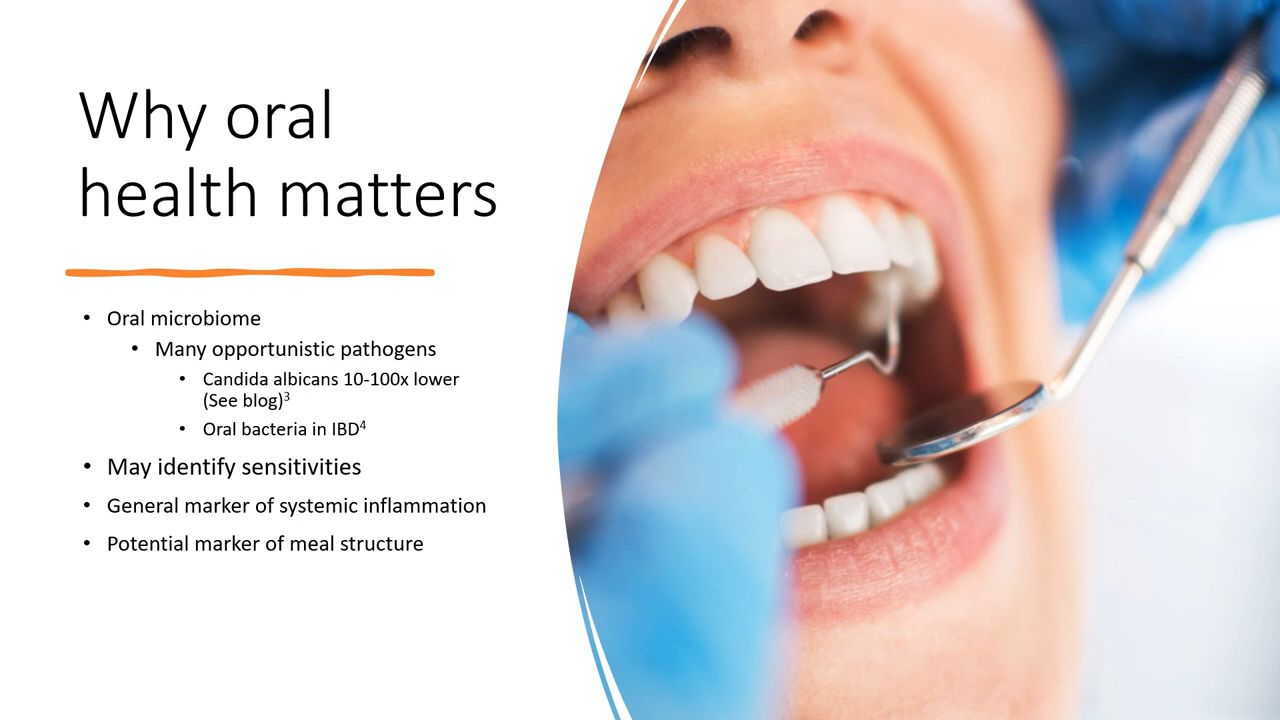 Why oral
health matters
• Oral microbiome
• Many opportunistic pathogens
• Candida albicans 10-100x lower
(See blog)³
• Oral bacteria in IBD⁴
• May identify sensitivities
• General marker of systemic inflammation
• Potential marker of meal structure